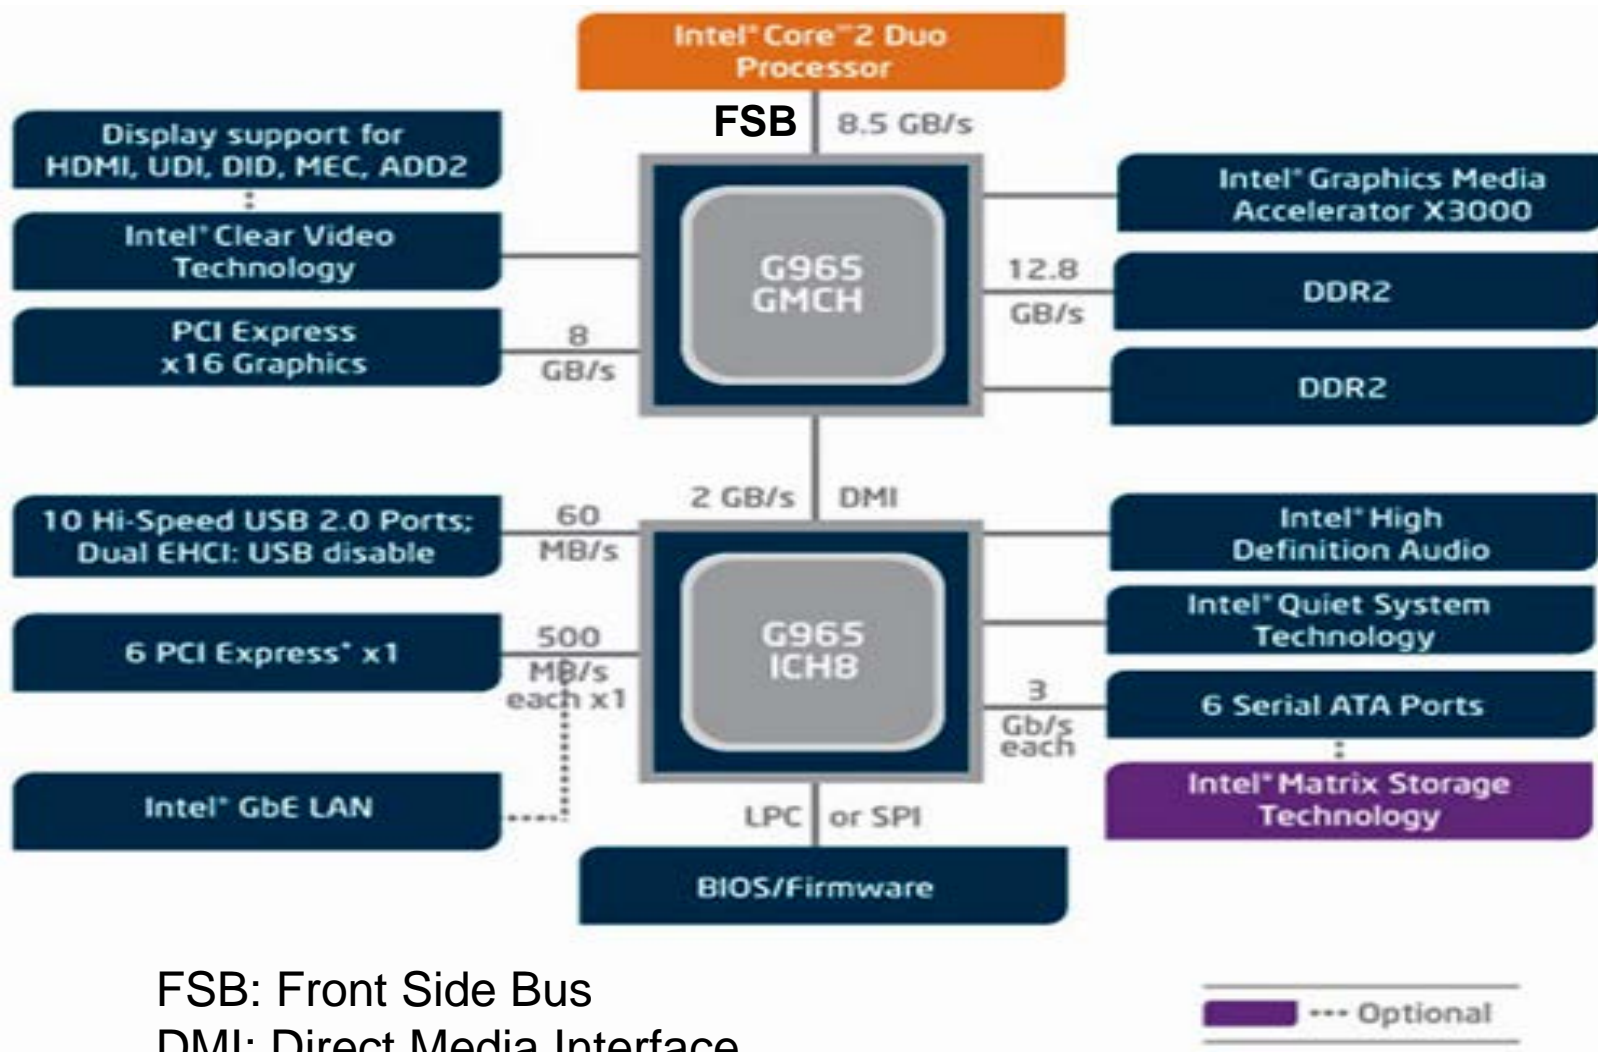 Intel® Core™2 Duo
Processor
FSB
8.5 GB/s
Display support for
HDMI, UDI, DID, MEC, ADD2
Intel® Clear Video
Technology
PCI Express
x16 Graphics
8
GB/s
G965
GMCH
Intel® Graphics Media
Accelerator X3000
12.8
GB/s
DDR2
DDR2
2 GB/s
DMI
10 Hi-Speed USB 2.0 Ports;
Dual EHCI: USB disable
60
MB/s
6 PCI Express* x1
500
MB/s
each x1
Intel® GbE LAN
G965
ICH8
Intel® High
Definition Audio
Intel® Quiet System
Technology
3
Gb/s
each
6 Serial ATA Ports
Intel® Matrix Storage
Technology
LPC or SPI
BIOS/Firmware
FSB: Front Side Bus
DMI: Direct Media Interface
Optional